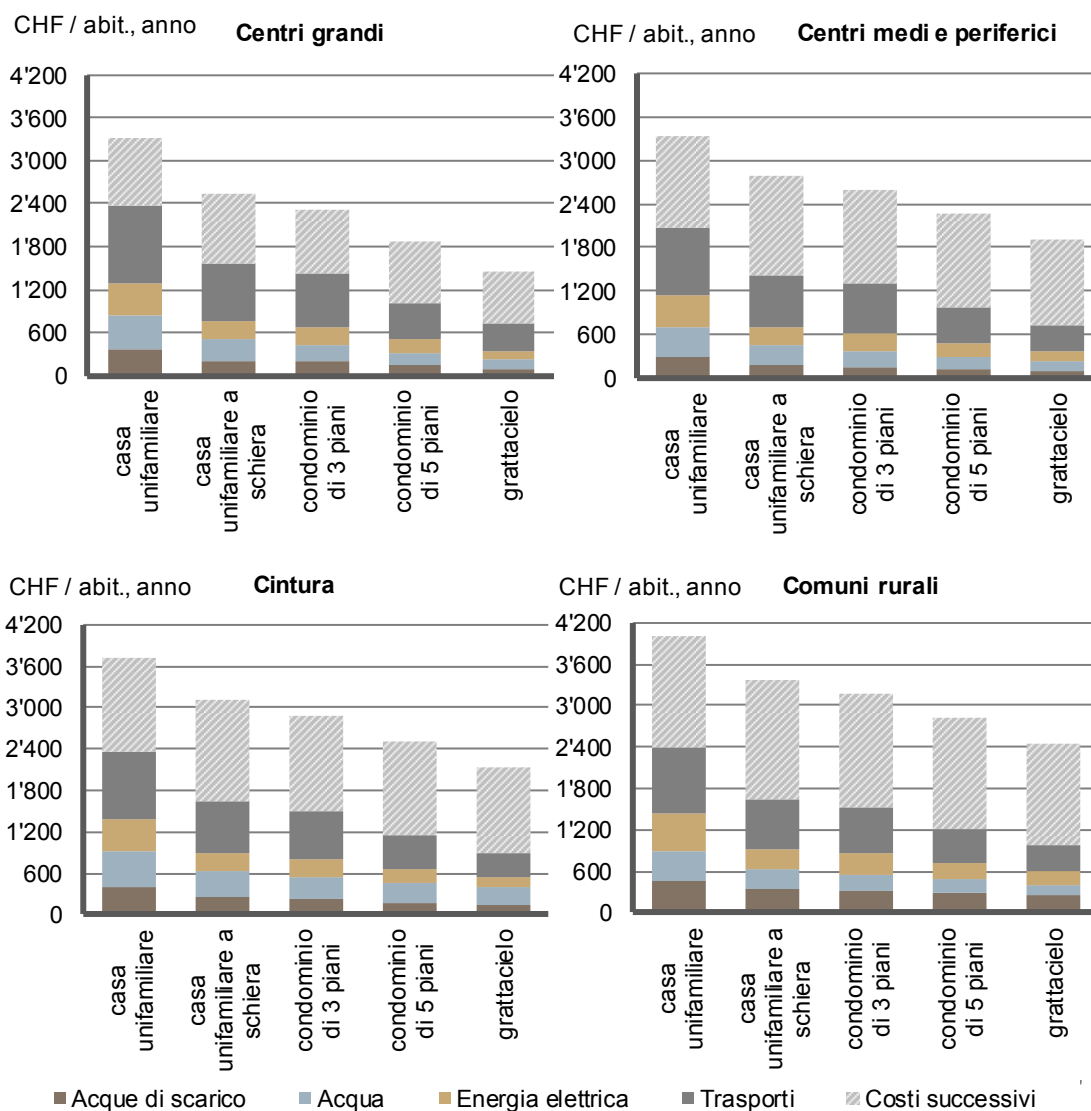 CHF / abit., anno Centri grandi
4'200
3'600
3'000
2'400
1'800
1'200
600
0
casa
unifamiliare
casa
unifamiliare a
schiera
condominio
di 3 piani
condominio
di 5 piani
grattacielo
CHF / abit., anno Centri medi e periferici
4'200
3'600
3'000
2'400
1'800
1'200
600
0
casa
unifamiliare
casa
unifamiliare a
schiera
condominio
di 3 piani
condominio
di 5 piani
grattacielo
CHF / abit., anno Cintura
4'200
3'600
3'000
2'400
1'800
1'200
600
0
casa
unifamiliare
casa
unifamiliare a
schiera
condominio
di 3 piani
condominio
di 5 piani
grattacielo
CHF / abit., anno Comuni rurali
4'200
3'600
3'000
2'400
1'800
1'200
600
0
casa
unifamiliare
casa
unifamiliare a
schiera
condominio
di 3 piani
condominio
di 5 piani
grattacielo
Acque di scarico Acqua Energia elettrica Trasporti Costi successivi